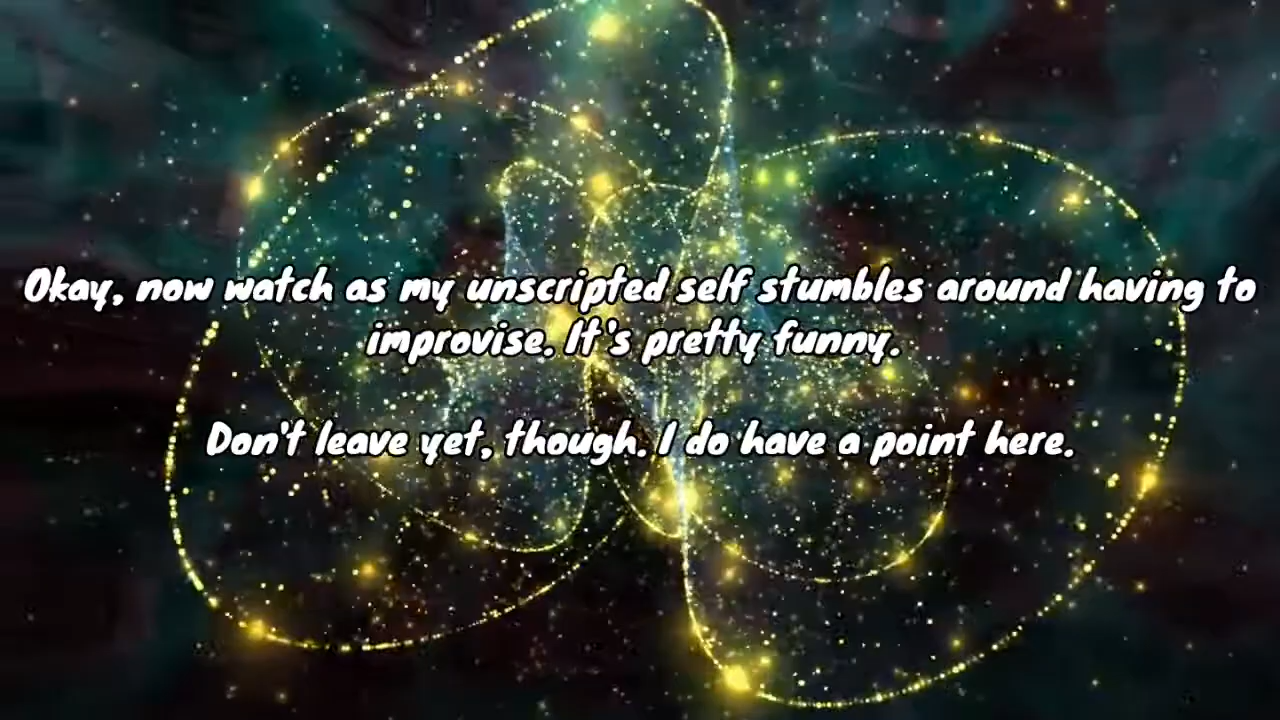 Okay, now watch as my unscripted self stumbles around having to
improvise. It's pretty funny.
Don't leave yet, though. I do have a point here.